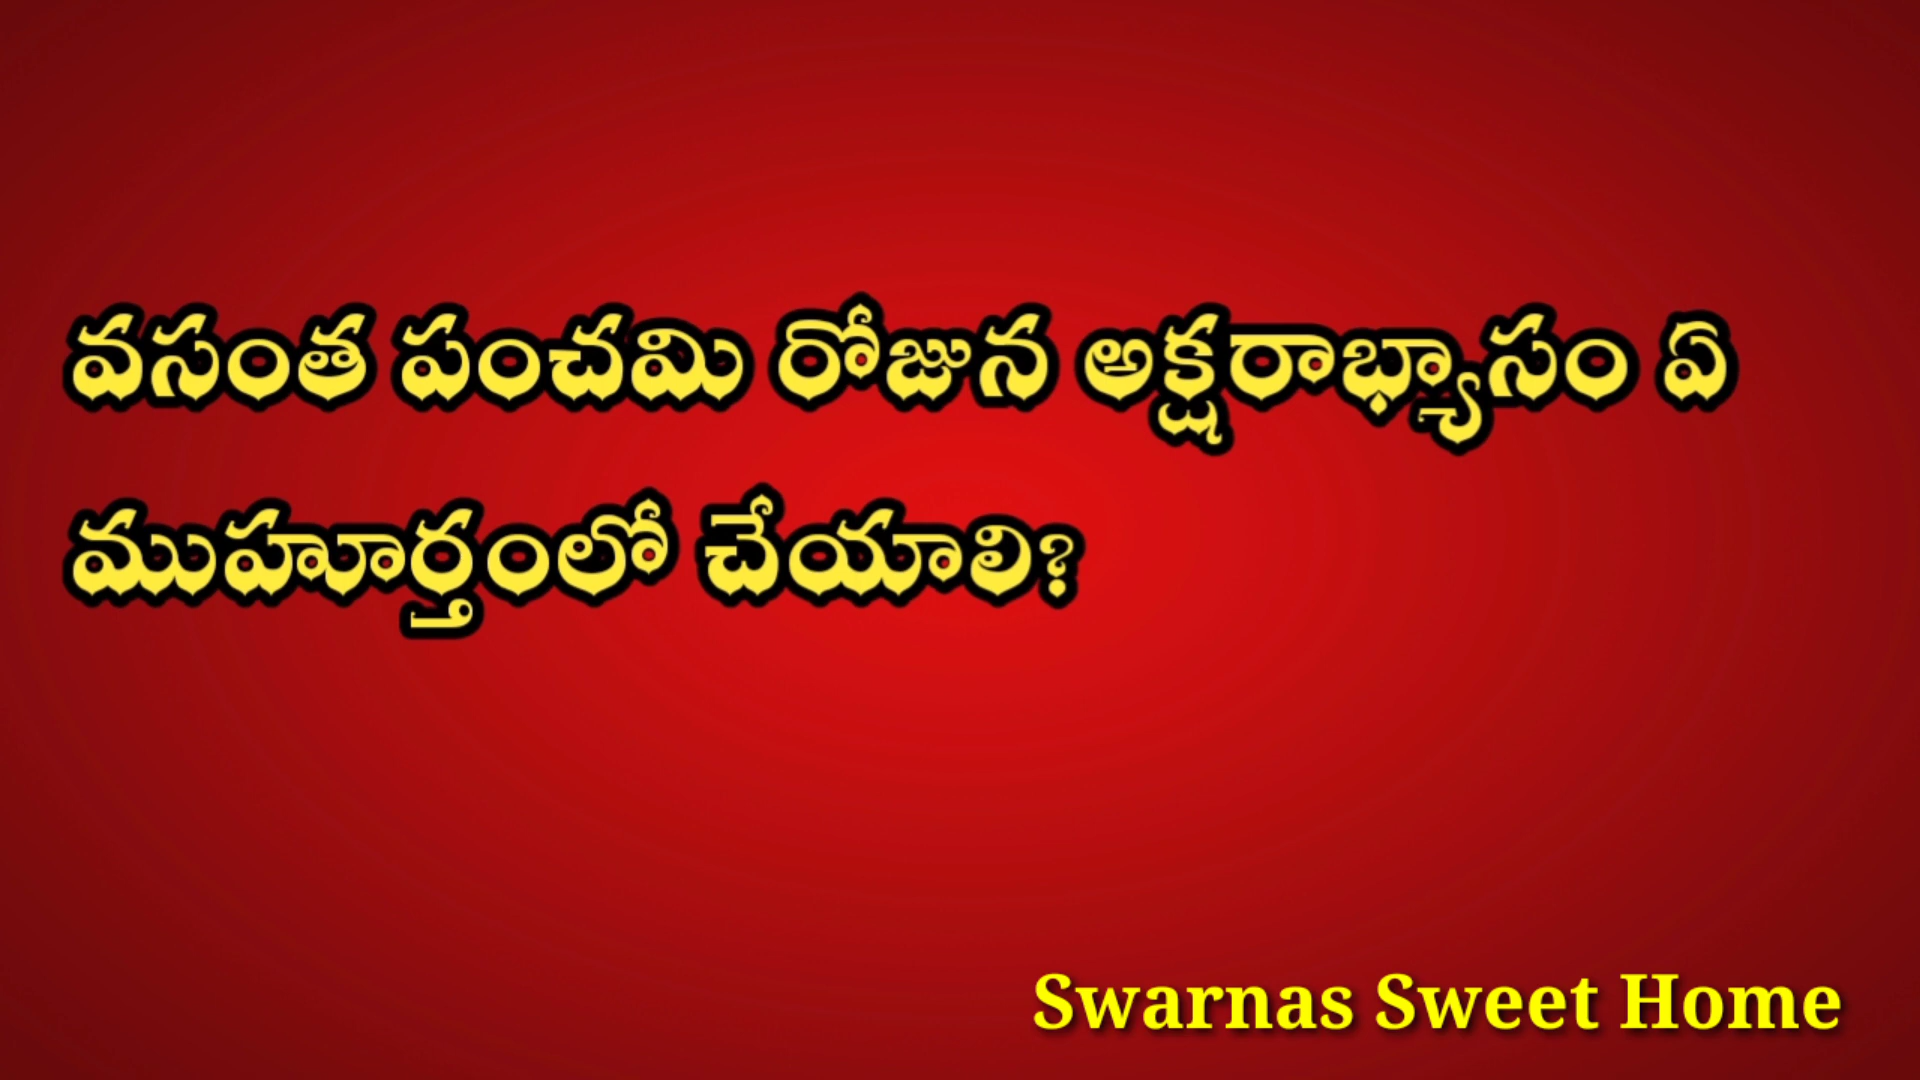 వసంత పంచమి రోజున అక్షరాభ్యాసం ఏ
ముహూర్తంలో చేయాలి?
Swarnas Sweet Home